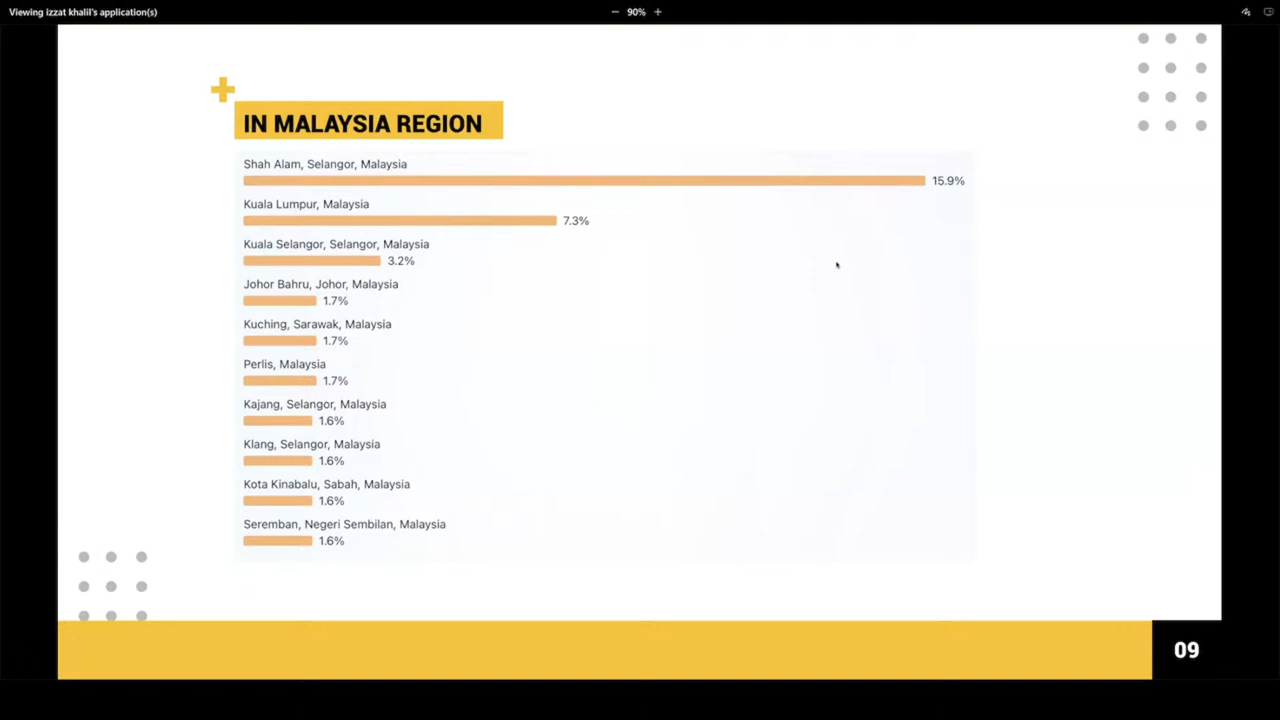 Viewing izzat khalil's application(s)
− 90% +
IN MALAYSIA REGION
Shah Alam, Selangor, Malaysia
15.9%
Kuala Lumpur, Malaysia
7.3%
Kuala Selangor, Selangor, Malaysia
3.2%
Johor Bahru, Johor, Malaysia
1.7%
Kuching, Sarawak, Malaysia
1.7%
Perlis, Malaysia
1.7%
Kajang, Selangor, Malaysia
1.6%
Klang, Selangor, Malaysia
1.6%
Kota Kinabalu, Sabah, Malaysia
1.6%
Seremban, Negeri Sembilan, Malaysia
1.6%
09